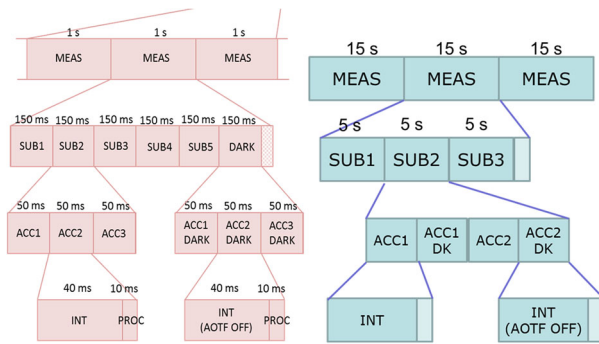 1 s 1 s 1 s
MEAS MEAS MEAS
150 ms 150 ms 150 ms 150 ms 150 ms 150 ms
SUB1 SUB2 SUB3 SUB4 SUB5 DARK
50 ms 50 ms 50 ms
ACC1 ACC2 ACC3
50 ms 50 ms 50 ms
ACC1 ACC2 ACC3
DARK DARK DARK
40 ms 10 ms
INT PROC
40 ms 10 ms
INT PROC
(AOTF OFF)
15 s 15 s 15 s
MEAS MEAS MEAS
5 s 5 s 5 s
SUB1 SUB2 SUB3
ACC1 ACC1 ACC2 ACC2
DK DK
INT
INT
(AOTF OFF)